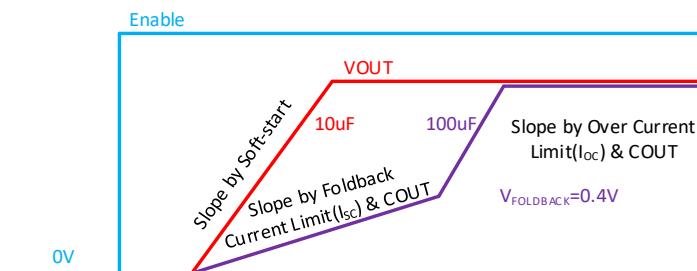 Enable
VOUT
10uF
100uF
Slope by Soft-start
Slope by Foldback
Current Limit(ISC) & COUT
Slope by Over Current
Limit(IOC) & COUT
VFOLDBACK=0.4V
0V